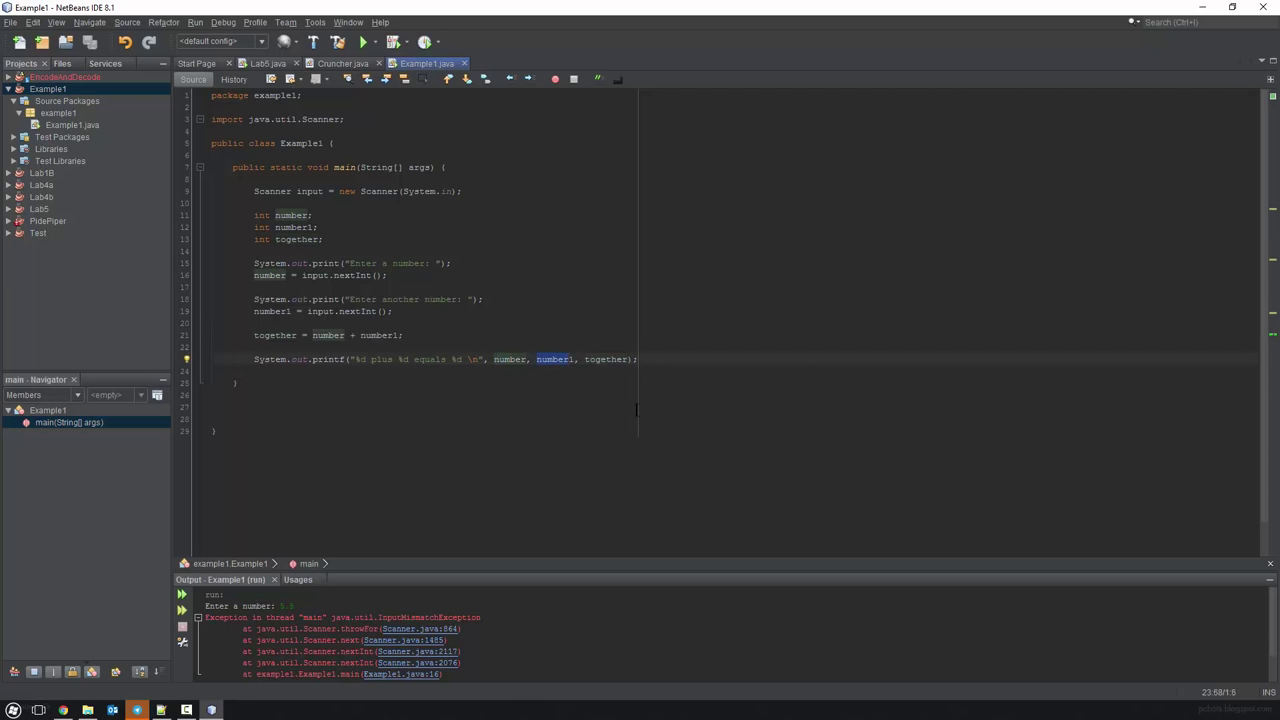 Example1 - NetBeans IDE 8.1
File Edit View Navigate Source Refactor Run Debug Profile Team Tools Window Help
Search (Ctrl+I)
<default config>
Projects Files Services
Start Page Lab5.java Cruncher.java Example1.java
EncodeAndDecode
Example1
Source Packages
example1
Example1.java
Test Packages
Libraries
Test Libraries
Lab1B
Lab4a
Lab4b
Lab5
PidePiper
Test
main - Navigator
Members <empty>
Example1
main(String[] args)
Source History
1 package example1;
2
3 import java.util.Scanner;
4
5 public class Example1 {
6
7 public static void main(String[] args) {
8
9 Scanner input = new Scanner(System.in);
10
11 int number;
12 int number1;
13 int together;
14
15 System.out.print("Enter a number: ");
16 number = input.nextInt();
17
18 System.out.print("Enter another number: ");
19 number1 = input.nextInt();
20
21 together = number + number1;
22
System.out.printf("%d plus %d equals %d \n", number, number1, together);
24
25 }
26
27
28
29 }
example1.Example1 main
Output - Example1 (run) Usages
run:
Enter a number: 5.5
Exception in thread "main" java.util.InputMismatchException
at java.util.Scanner.throwFor(Scanner.java:864)
at java.util.Scanner.next(Scanner.java:1485)
at java.util.Scanner.nextInt(Scanner.java:2117)
at java.util.Scanner.nextInt(Scanner.java:2076)
at example1.Example1.main(Example1.java:16)
23:68/1:6 INS